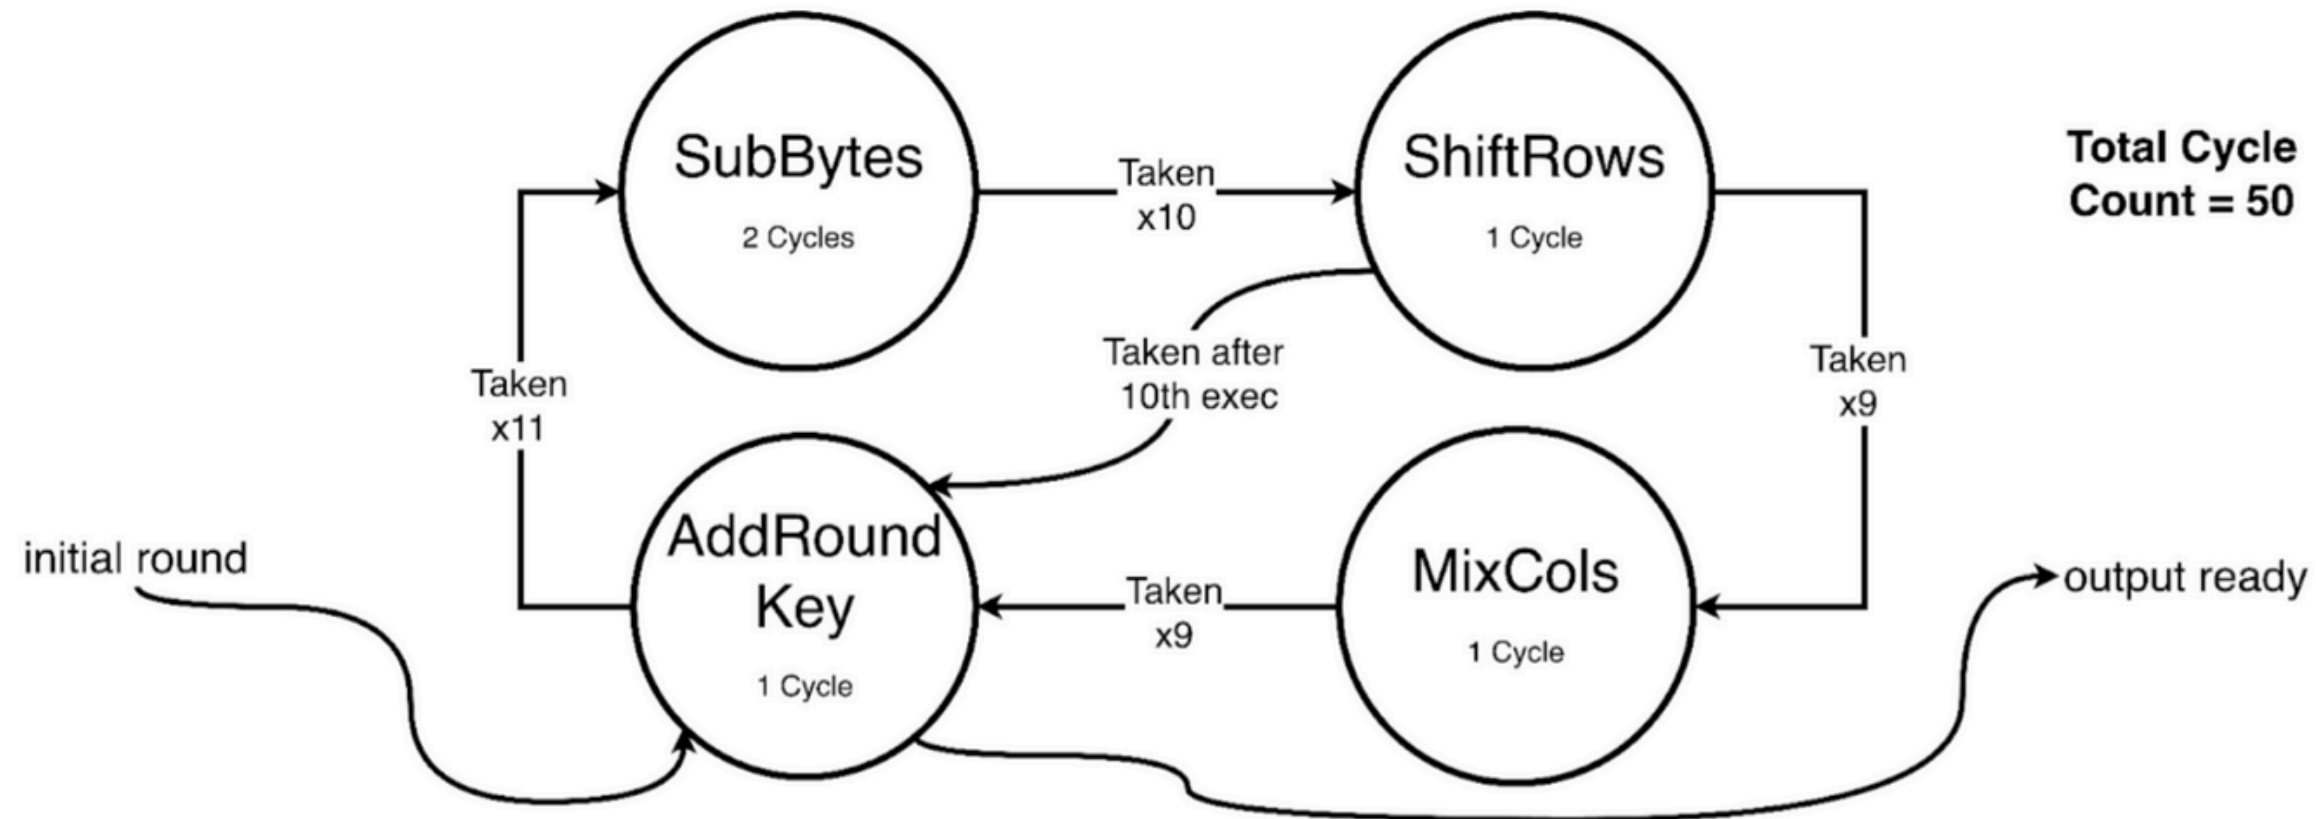 SubBytes
2 Cycles
Taken
x10
ShiftRows
1 Cycle
Total Cycle
Count = 50
Taken after
10th exec
Taken
x9
Taken
x11
initial round
AddRound
Key
1 Cycle
Taken
x9
MixCols
1 Cycle
output ready